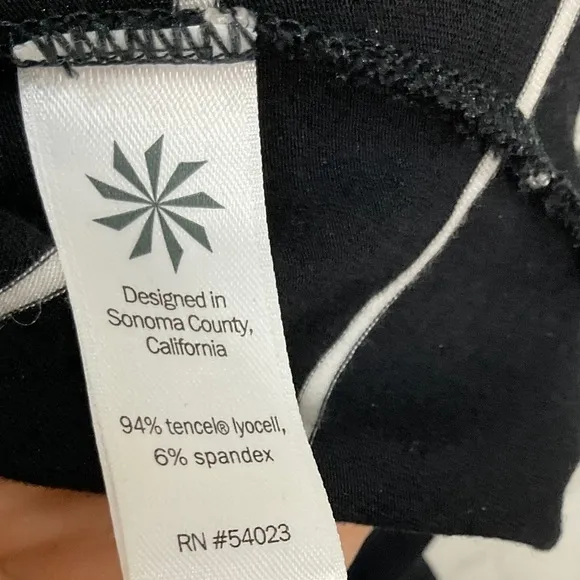 Designed in
Sonoma County,
California
94% tencel® lyocell,
6% spandex
RN #54023